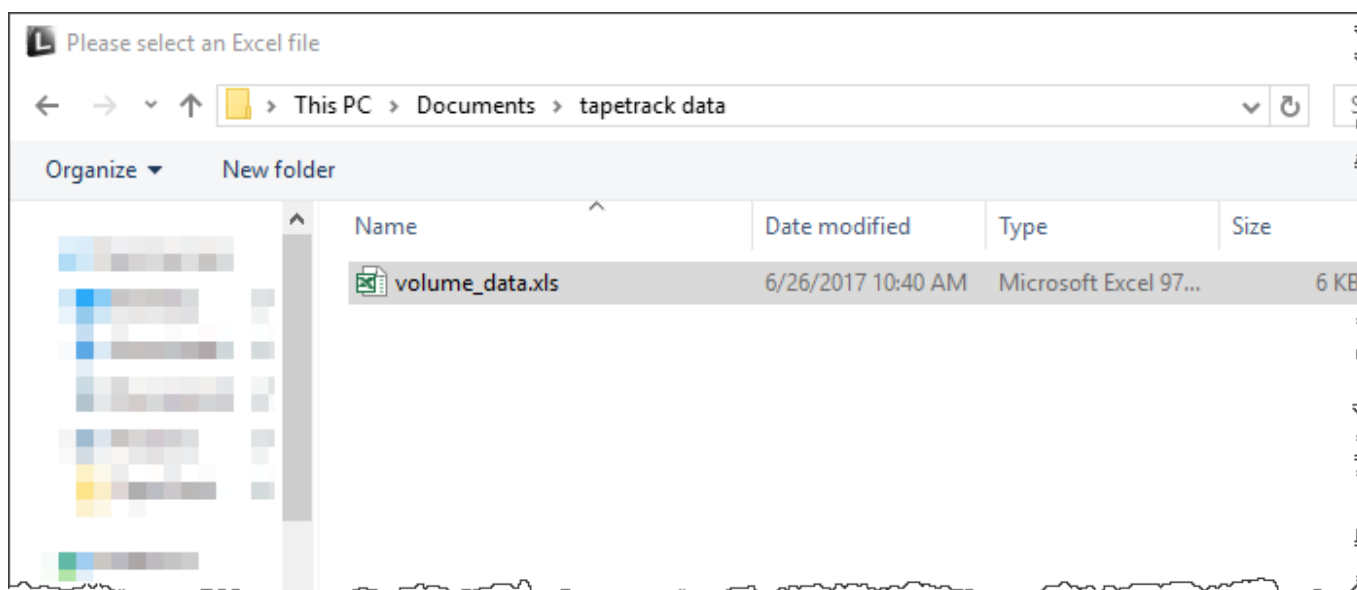 Please select an Excel file
This PC > Documents > tapetrack data
Organize New folder
Name Date modified Type Size
volume_data.xls 6/26/2017 10:40 AM Microsoft Excel 97... 6 KB